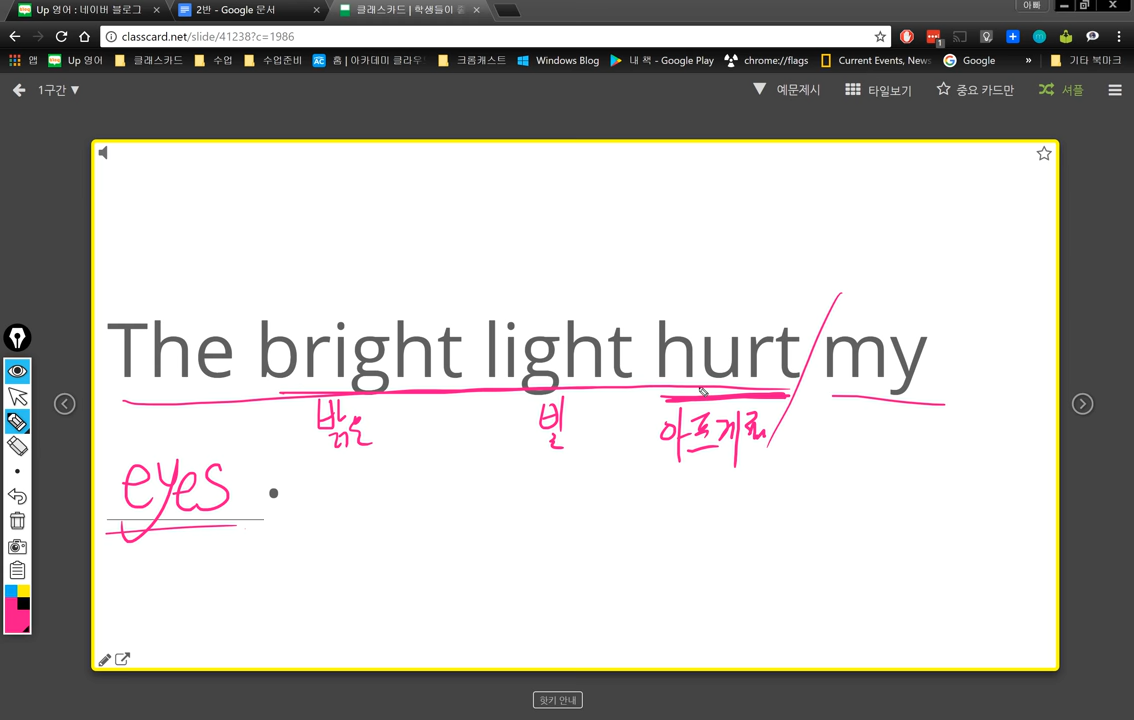 Up 영어 : 네이버 블로그
2반 - Google 문서
클래스카드 | 학생들이
아빠
classcard.net/slide/41238?c=1986
1
앱
Up 영어
클래스카드
수업
수업준비
AC
홈 | 아카데미 클라우
크롬캐스트
Windows Blog
내 책 - Google Play
chrome://flags
Current Events, News
Google
»
기타 북마크
1구간 ▼
▼ 예문제시
타일보기
중요 카드만
셔플
The bright light hurt my
밝은
빛
eyes .
핫키 안내